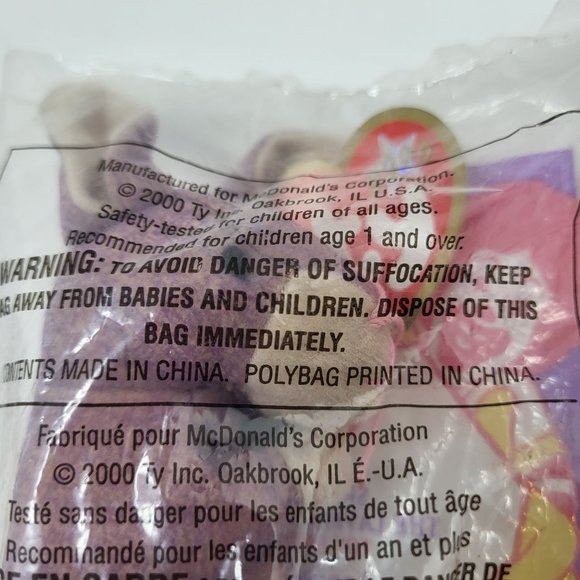 Manufactured for McDonald's Corporation.
© 2000 Ty Inc. Oakbrook, IL U.S.A.
Safety-tested for children of all ages.
Recommended for children age 1 and over.
WARNING: TO AVOID DANGER OF SUFFOCATION, KEEP
AWAY FROM BABIES AND CHILDREN. DISPOSE OF THIS
BAG IMMEDIATELY.
CONTENTS MADE IN CHINA. POLYBAG PRINTED IN CHINA.
Fabriqué pour McDonald's Corporation
© 2000 Ty Inc. Oakbrook, IL É.-U.A.
Testé sans danger pour les enfants de tout âge
Recommandé pour les enfants d'un an et plus
DE